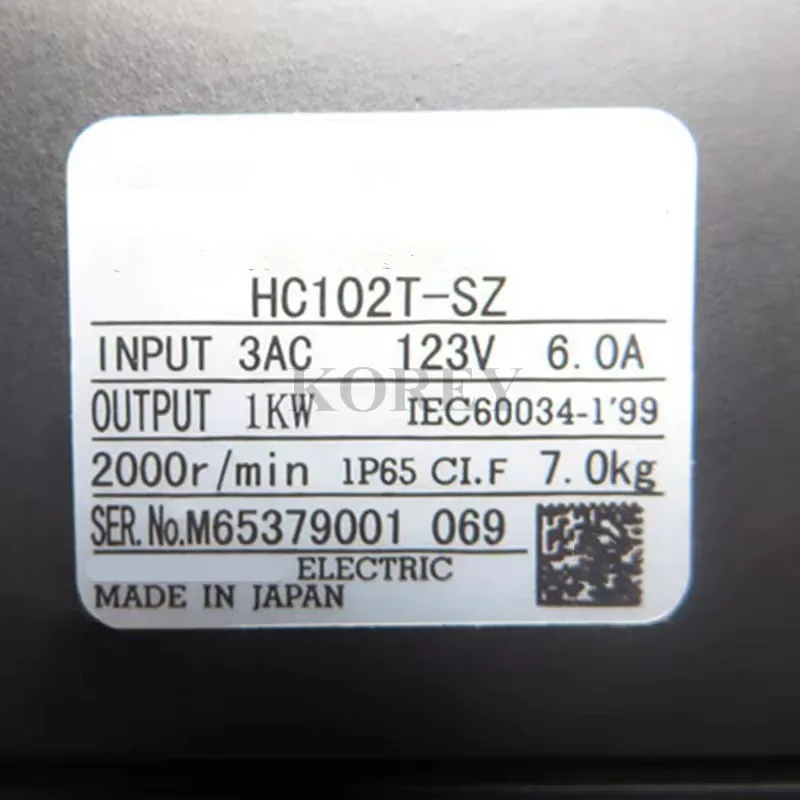 HC102T-SZ
INPUT 3AC 123V 6.0A
KOREY
OUTPUT 1KW IEC60034-1'99
2000r/min 1P65 CI.F 7.0kg
SER.No.M65379001 069
ELECTRIC
MADE IN JAPAN